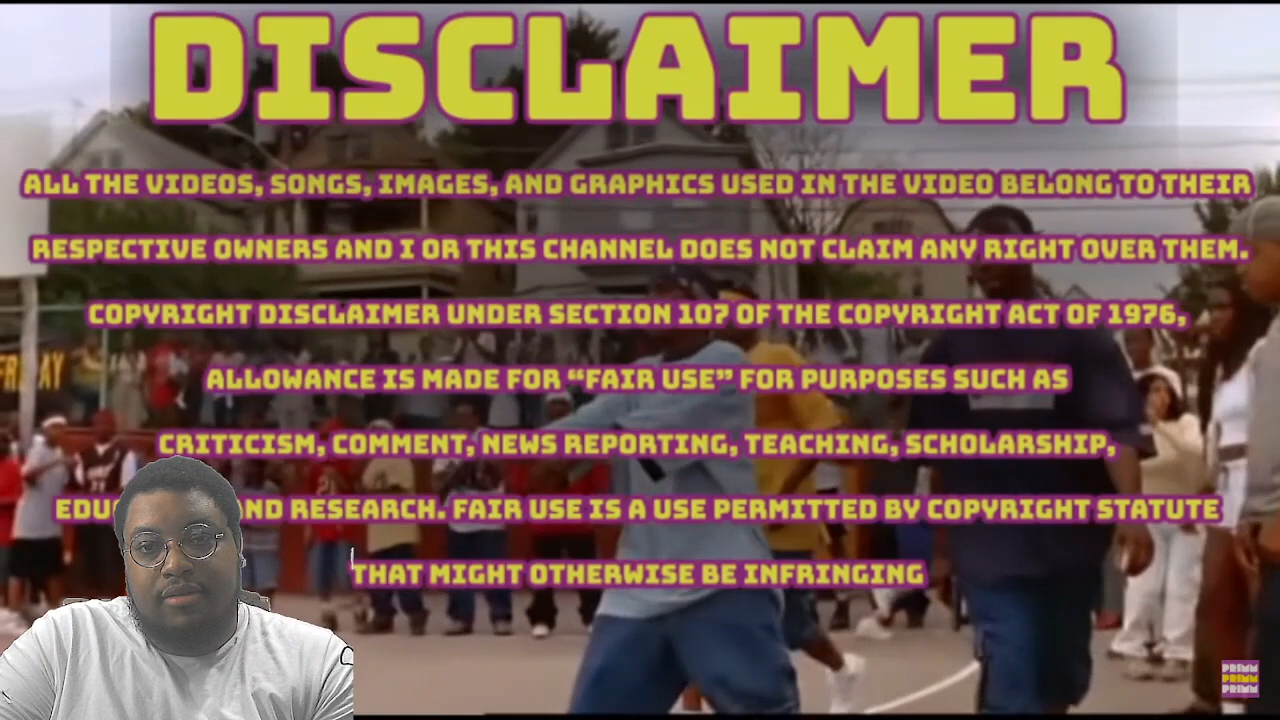 DISCLAIMER
ALL THE VIDEOS, SONGS, IMAGES, AND GRAPHICS USED IN THE VIDEO BELONG TO THEIR
RESPECTIVE OWNERS AND I OR THIS CHANNEL DOES NOT CLAIM ANY RIGHT OVER THEM.
COPYRIGHT DISCLAIMER UNDER SECTION 107 OF THE COPYRIGHT ACT OF 1976,
ALLOWANCE IS MADE FOR “FAIR USE” FOR PURPOSES SUCH AS
CRITICISM, COMMENT, NEWS REPORTING, TEACHING, SCHOLARSHIP,
RESEARCH. FAIR USE IS A USE PERMITTED BY COPYRIGHT STATUTE
THAT MIGHT OTHERWISE BE INFRINGING
PRIMM
PRIMM
PRIMM